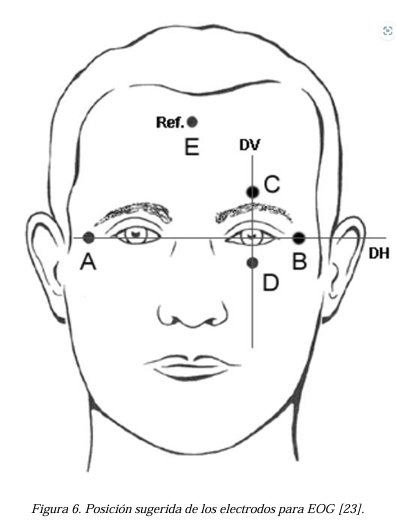 Ref.
E
DV
C
A
B
DH
D
Figura 6. Posición sugerida de los electrodos para EOG [23].